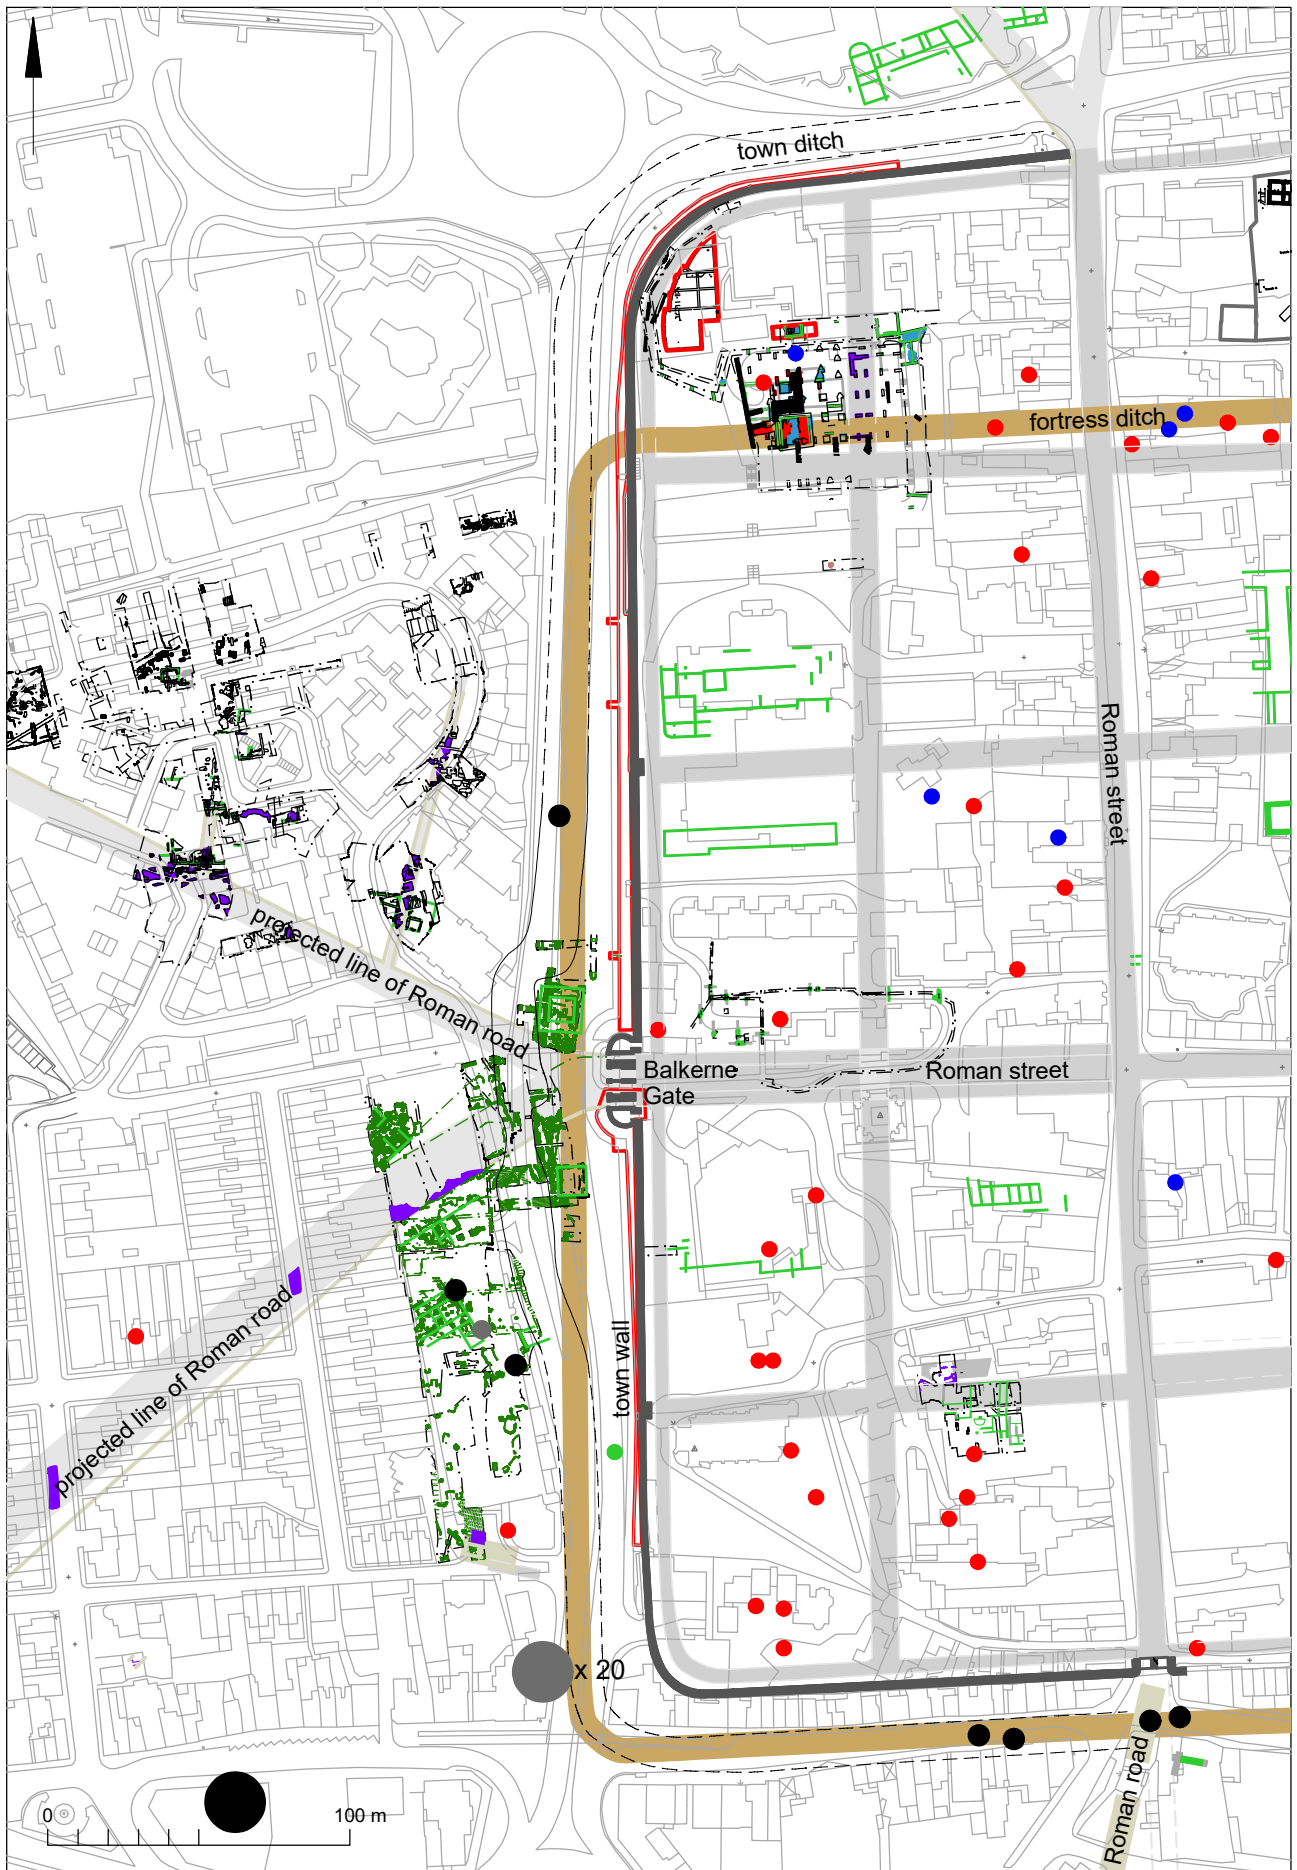 town ditch
fortress ditch
Roman street
projected line of Roman road
Balkerne
Gate
Roman street
projected line of Roman road
town wall
x 20
Roman road
0
100 m